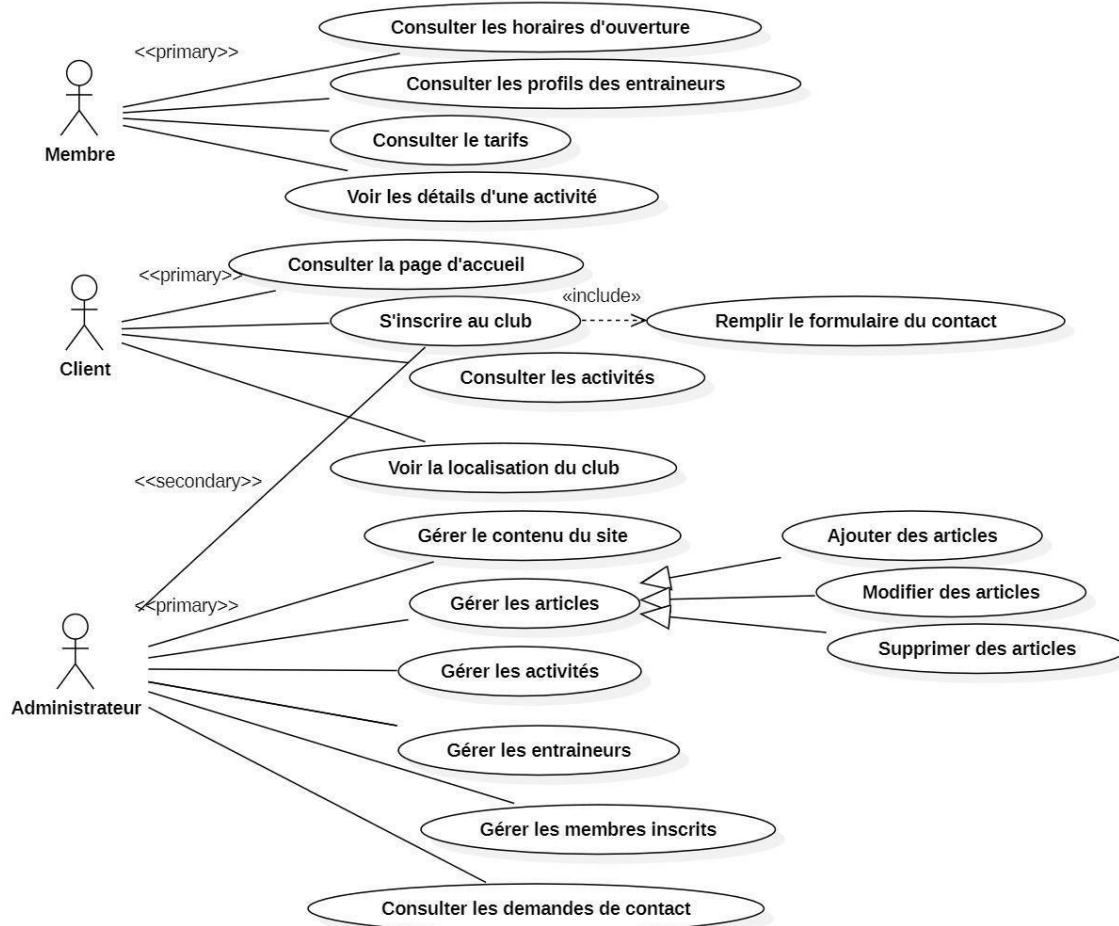 Consulter les horaires d'ouverture
<<primary>>
Consulter les profils des entraineurs
Consulter le tarifs
Membre
Voir les détails d'une activité
Consulter la page d'accueil
<<primary>>
«include»
S'inscrire au club
Remplir le formulaire du contact
Client
Consulter les activités
Voir la localisation du club
<<secondary>>
Gérer le contenu du site
Ajouter des articles
<<primary>>
Gérer les articles
Modifier des articles
Supprimer des articles
Gérer les activités
Administrateur
Gérer les entraineurs
Gérer les membres inscrits
Consulter les demandes de contact